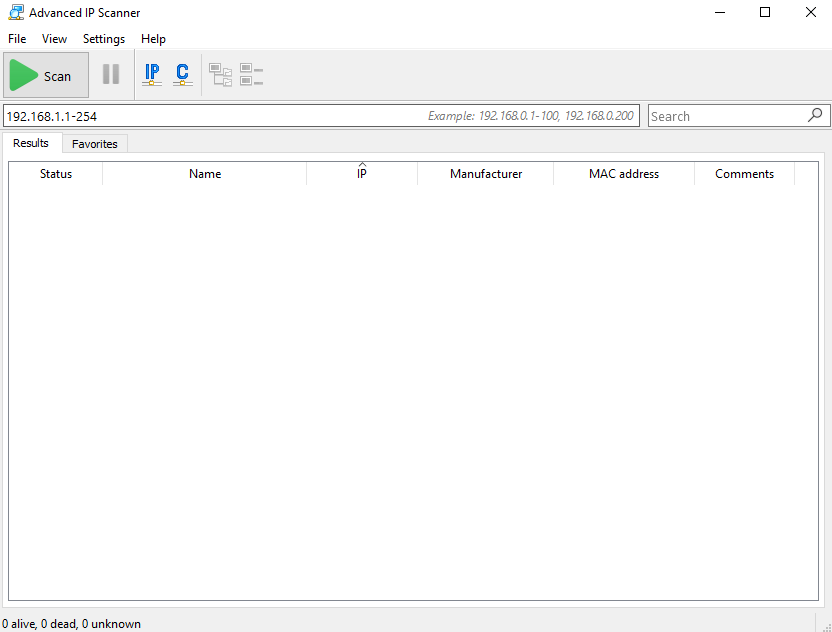 Advanced IP Scanner
File View Settings Help
Scan IP C
192.168.1.1-254 Example: 192.168.0.1-100, 192.168.0.200 Search
Results Favorites
Status Name IP Manufacturer MAC address Comments
0 alive, 0 dead, 0 unknown